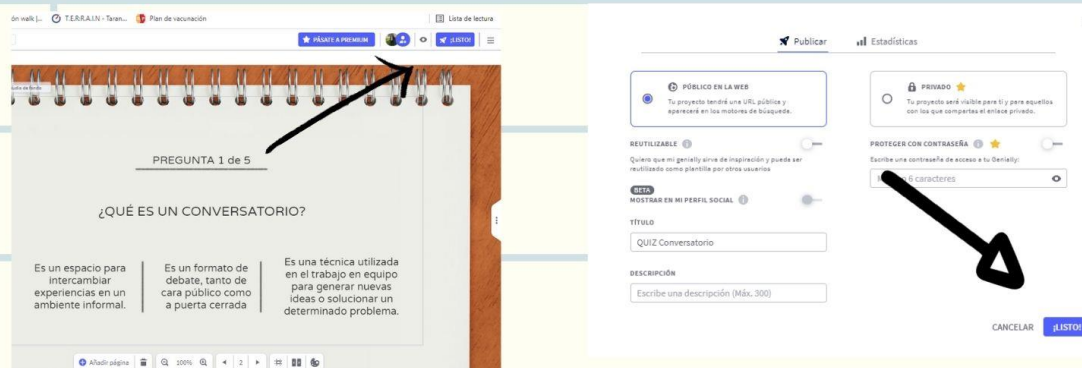 ón walk |... T.E.R.R.A.I.N - Taran... Plan de vacunación Lista de lectura
PÁSATE A PREMIUM ¡LISTO!
PREGUNTA 1 de 5
¿QUÉ ES UN CONVERSATORIO?
Es un espacio para
intercambiar
experiencias en un
ambiente informal.
Es un formato de
debate, tanto de
cara público como
a puerta cerrada
Es una técnica utilizada
en el trabajo en equipo
para generar nuevas
ideas o solucionar un
determinado problema.
Añadir página 100% 2
Publicar Estadísticas
PÚBLICO EN LA WEB
Tu proyecto tendrá una URL pública y
aparecerá en los motores de búsqueda.
PRIVADO
Tu proyecto será visible para ti y para aquellos
con los que compartas el enlace privado.
REUTILIZABLE
Quiero que mi genially sirva de inspiración y pueda ser
reutilizado como plantilla por otros usuarios
PROTEGER CON CONTRASEÑA
Escribe una contraseña de acceso a tu Genially:
6 caracteres
BETA
MOSTRAR EN MI PERFIL SOCIAL
TÍTULO
QUIZ Conversatorio
DESCRIPCIÓN
Escribe una descripción (Máx. 300)
CANCELAR ¡LISTO!